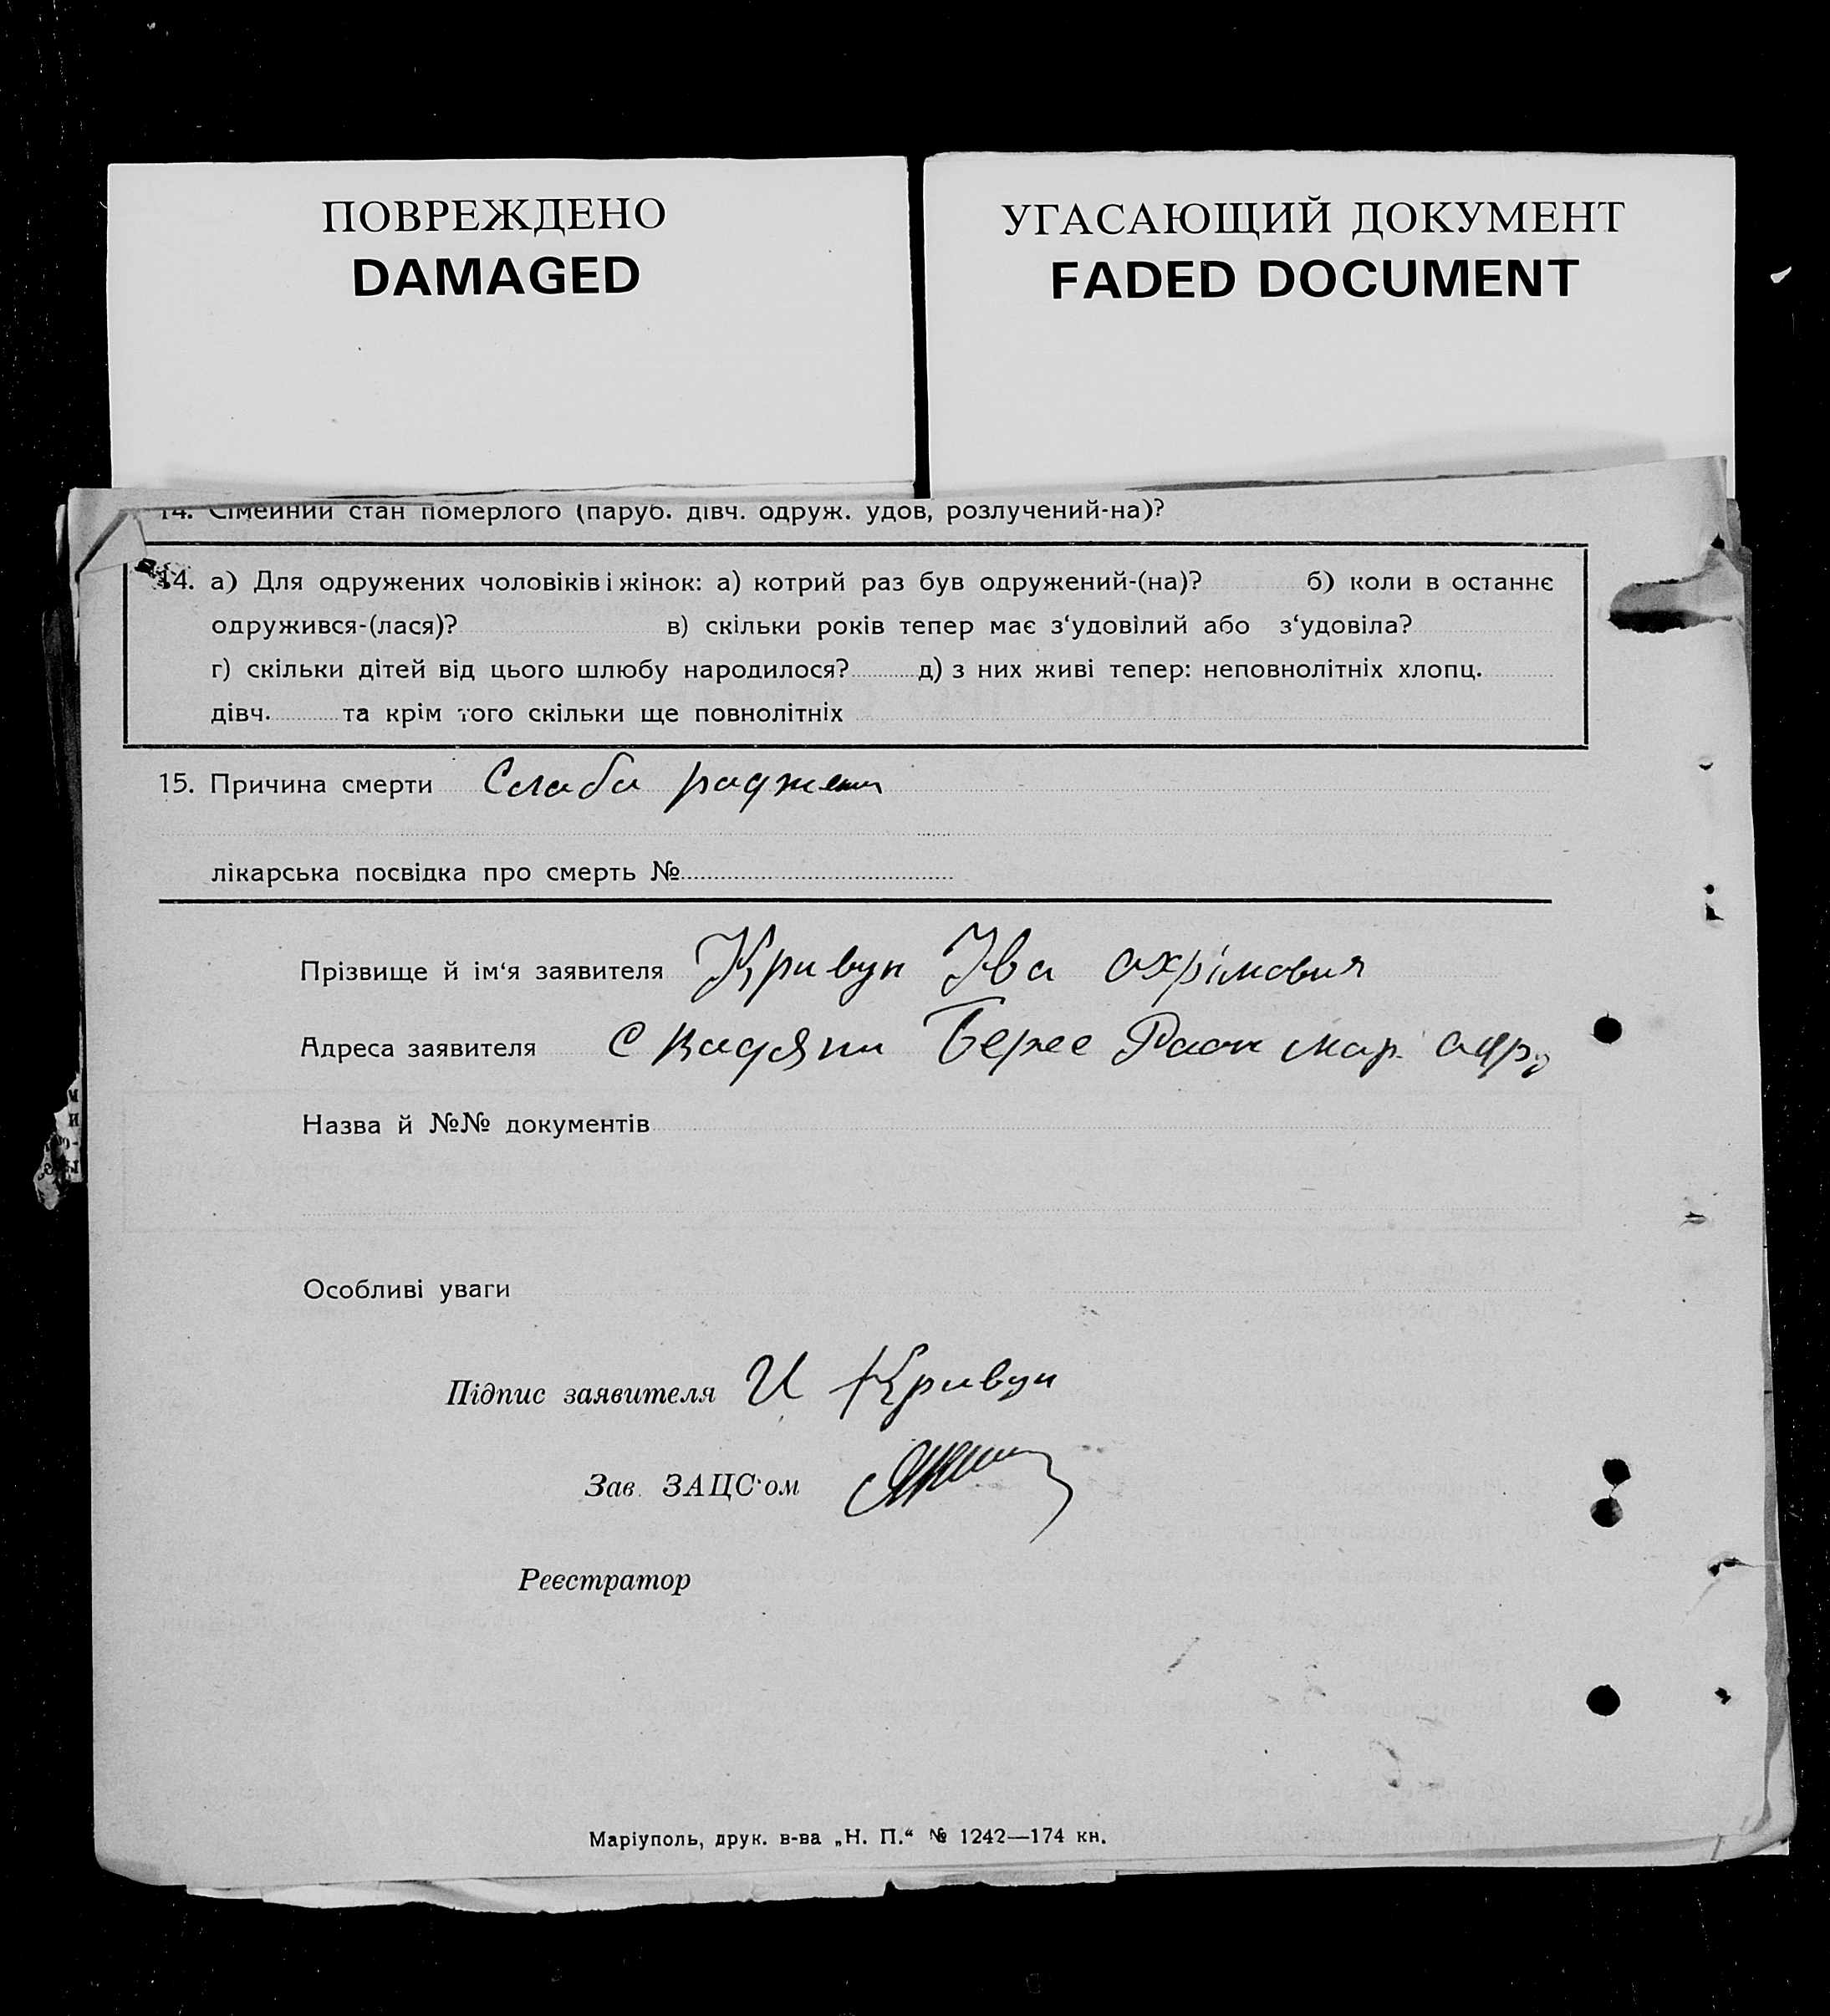 ПОВРЕЖДЕНО
DAMAGED
УГАСАЮЩИЙ ДОКУМЕНТ
FADED DOCUMENT
14. Сімейний стан померлого (паруб. дівч. одруж. удов, розлучений-на)?
14. а) Для одружених чоловіків і жінок: а) котрий раз був одружений-(на)? б) коли в останнє
одружився-(лася)? в) скільки років тепер має з‘удовілий або з‘удовіла?
г) скільки дітей від цього шлюбу народилося? д) з них живі тепер: неповнолітніх хлопц.
дівч. та крім того скільки ще повнолітніх
15. Причина смерти Слаба
лікарська посвідка про смерть №
Прізвище й ім‘я заявителя Кривун Іва
Адреса заявителя С
Назва й №№ документів
Особливі уваги
Підпис заявителя И Кривун
Зав. ЗАЦС‘ом
Реєстратор
Маріуполь, друк. в-ва „Н. П.“ № 1242—174 кн.